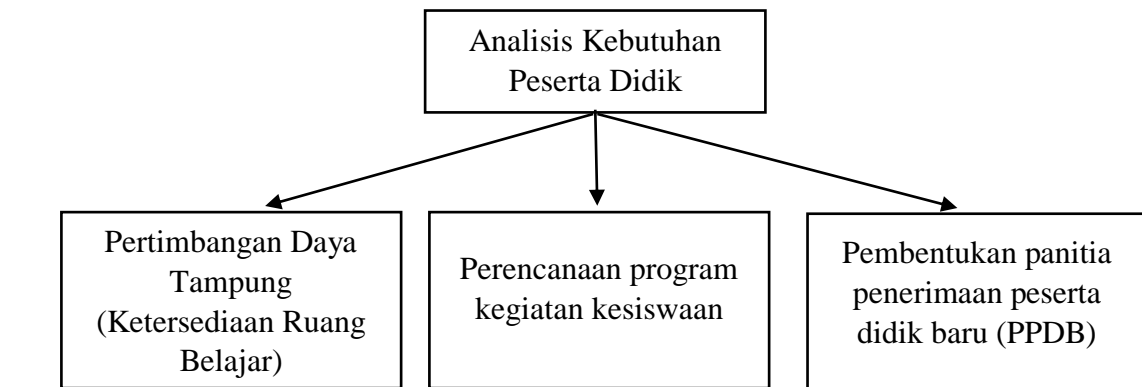 Analisis Kebutuhan
Peserta Didik
Pertimbangan Daya
Tampung
(Ketersediaan Ruang
Belajar)
Perencanaan program
kegiatan kesiswaan
Pembentukan panitia
penerimaan peserta
didik baru (PPDB)